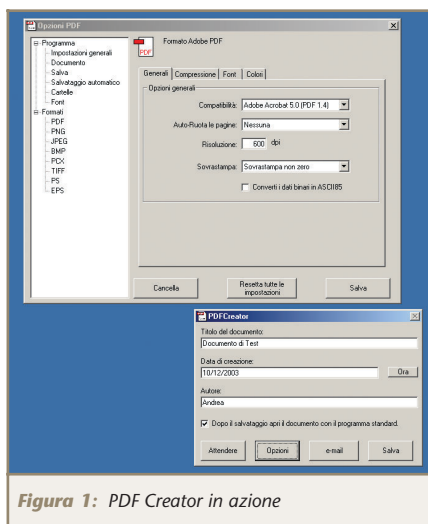 Opzioni PDF
Programma
Impostazioni generali
Documento
Salva
Salvataggio automatico
Cartelle
Font
Formati
PDF
PNG
JPEG
BMP
PCX
TIFF
PS
EPS
PDF
Formato Adobe PDF
Generali
Compressione
Font
Colori
Opzioni generali
Compatibilità: Adobe Acrobat 5.0 (PDF 1.4)
Auto-Ruota le pagine: Nessuna
Risoluzione: 600 dpi
Sovrastampa: Sovrastampa non zero
Converti i dati binari in ASCII85
Cancella
Resetta tutte le
impostazioni
Salva
PDFCreator
Titolo del documento:
Documento di Test
Data di creazione:
10/12/2003
Ora
Autore:
Andrea
Dopo il salvataggio apri il documento con il programma standard.
Attendere
Opzioni
e-mail
Salva
Figura 1: PDF Creator in azione